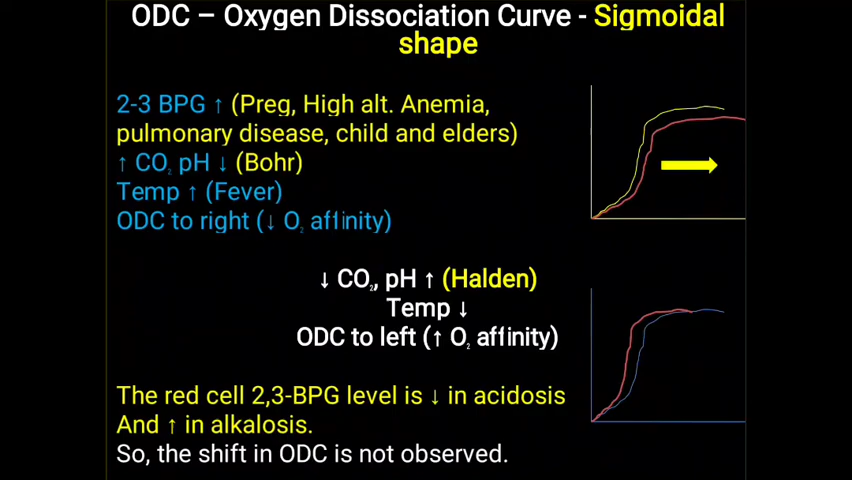 ODC – Oxygen Dissociation Curve - Sigmoidal
shape
2-3 BPG ↑ (Preg, High alt. Anemia,
pulmonary disease, child and elders)
↑ CO₂ pH ↓ (Bohr)
Temp ↑ (Fever)
ODC to right (↓ O₂ affinity)
↓ CO₂, pH ↑ (Halden)
Temp ↓
ODC to left (↑ O₂ affinity)
The red cell 2,3-BPG level is ↓ in acidosis
And ↑ in alkalosis.
So, the shift in ODC is not observed.